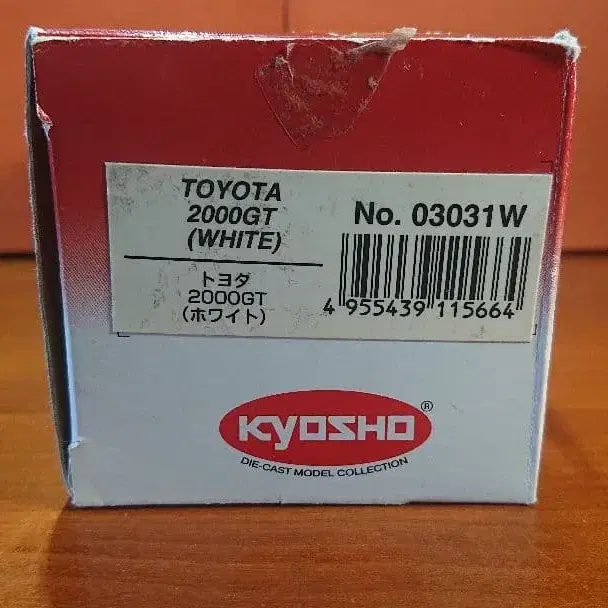 TOYOTA
2000GT
(WHITE)
トヨタ
2000GT
(ホワイト)
No. 03031W
4 955439 115664
KYOSHO®
DIE-CAST MODEL COLLECTION